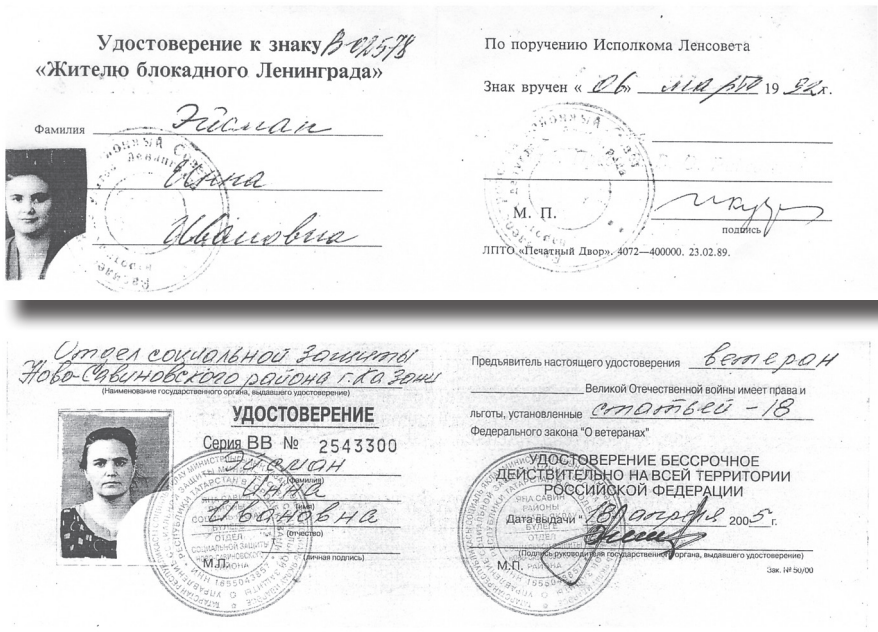 Удостоверение к знаку В-02578
«Жителю блокадного Ленинграда»
Фамилия Эйсман
Инна
Ивановна
По поручению Исполкома Ленсовета
Знак вручен « 06 » марта 1992 г.
М. П.
подпись
ЛПТО «Печатный Двор». 4072—400000. 23.02.89.
Отдел социальной защиты
Ново-Савиновского района г. Казани
(Наименование государственного органа, выдавшего удостоверение)
УДОСТОВЕРЕНИЕ
Серия ВВ № 2543300
Эйсман
(фамилия)
Инна
(имя)
Ивановна
(отчество)
(личная подпись)
М.П.
Предъявитель настоящего удостоверения ветеран
Великой Отечественной войны имеет права и
льготы, установленные статьей - 18
Федерального закона "О ветеранах"
УДОСТОВЕРЕНИЕ БЕССРОЧНОЕ
ДЕЙСТВИТЕЛЬНО НА ВСЕЙ ТЕРРИТОРИИ
РОССИЙСКОЙ ФЕДЕРАЦИИ
Дата выдачи "18" апреля 2005 г.
(Подпись руководителя государственного органа, выдавшего удостоверение)
М.П.
Зак. № 50/00